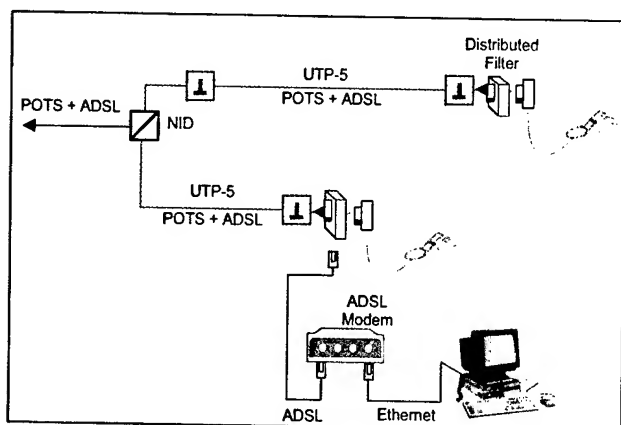 Distributed
Filter
UTP-5
POTS + ADSL
POTS + ADSL
NID
UTP-5
POTS + ADSL
ADSL
Modem
ADSL
Ethernet